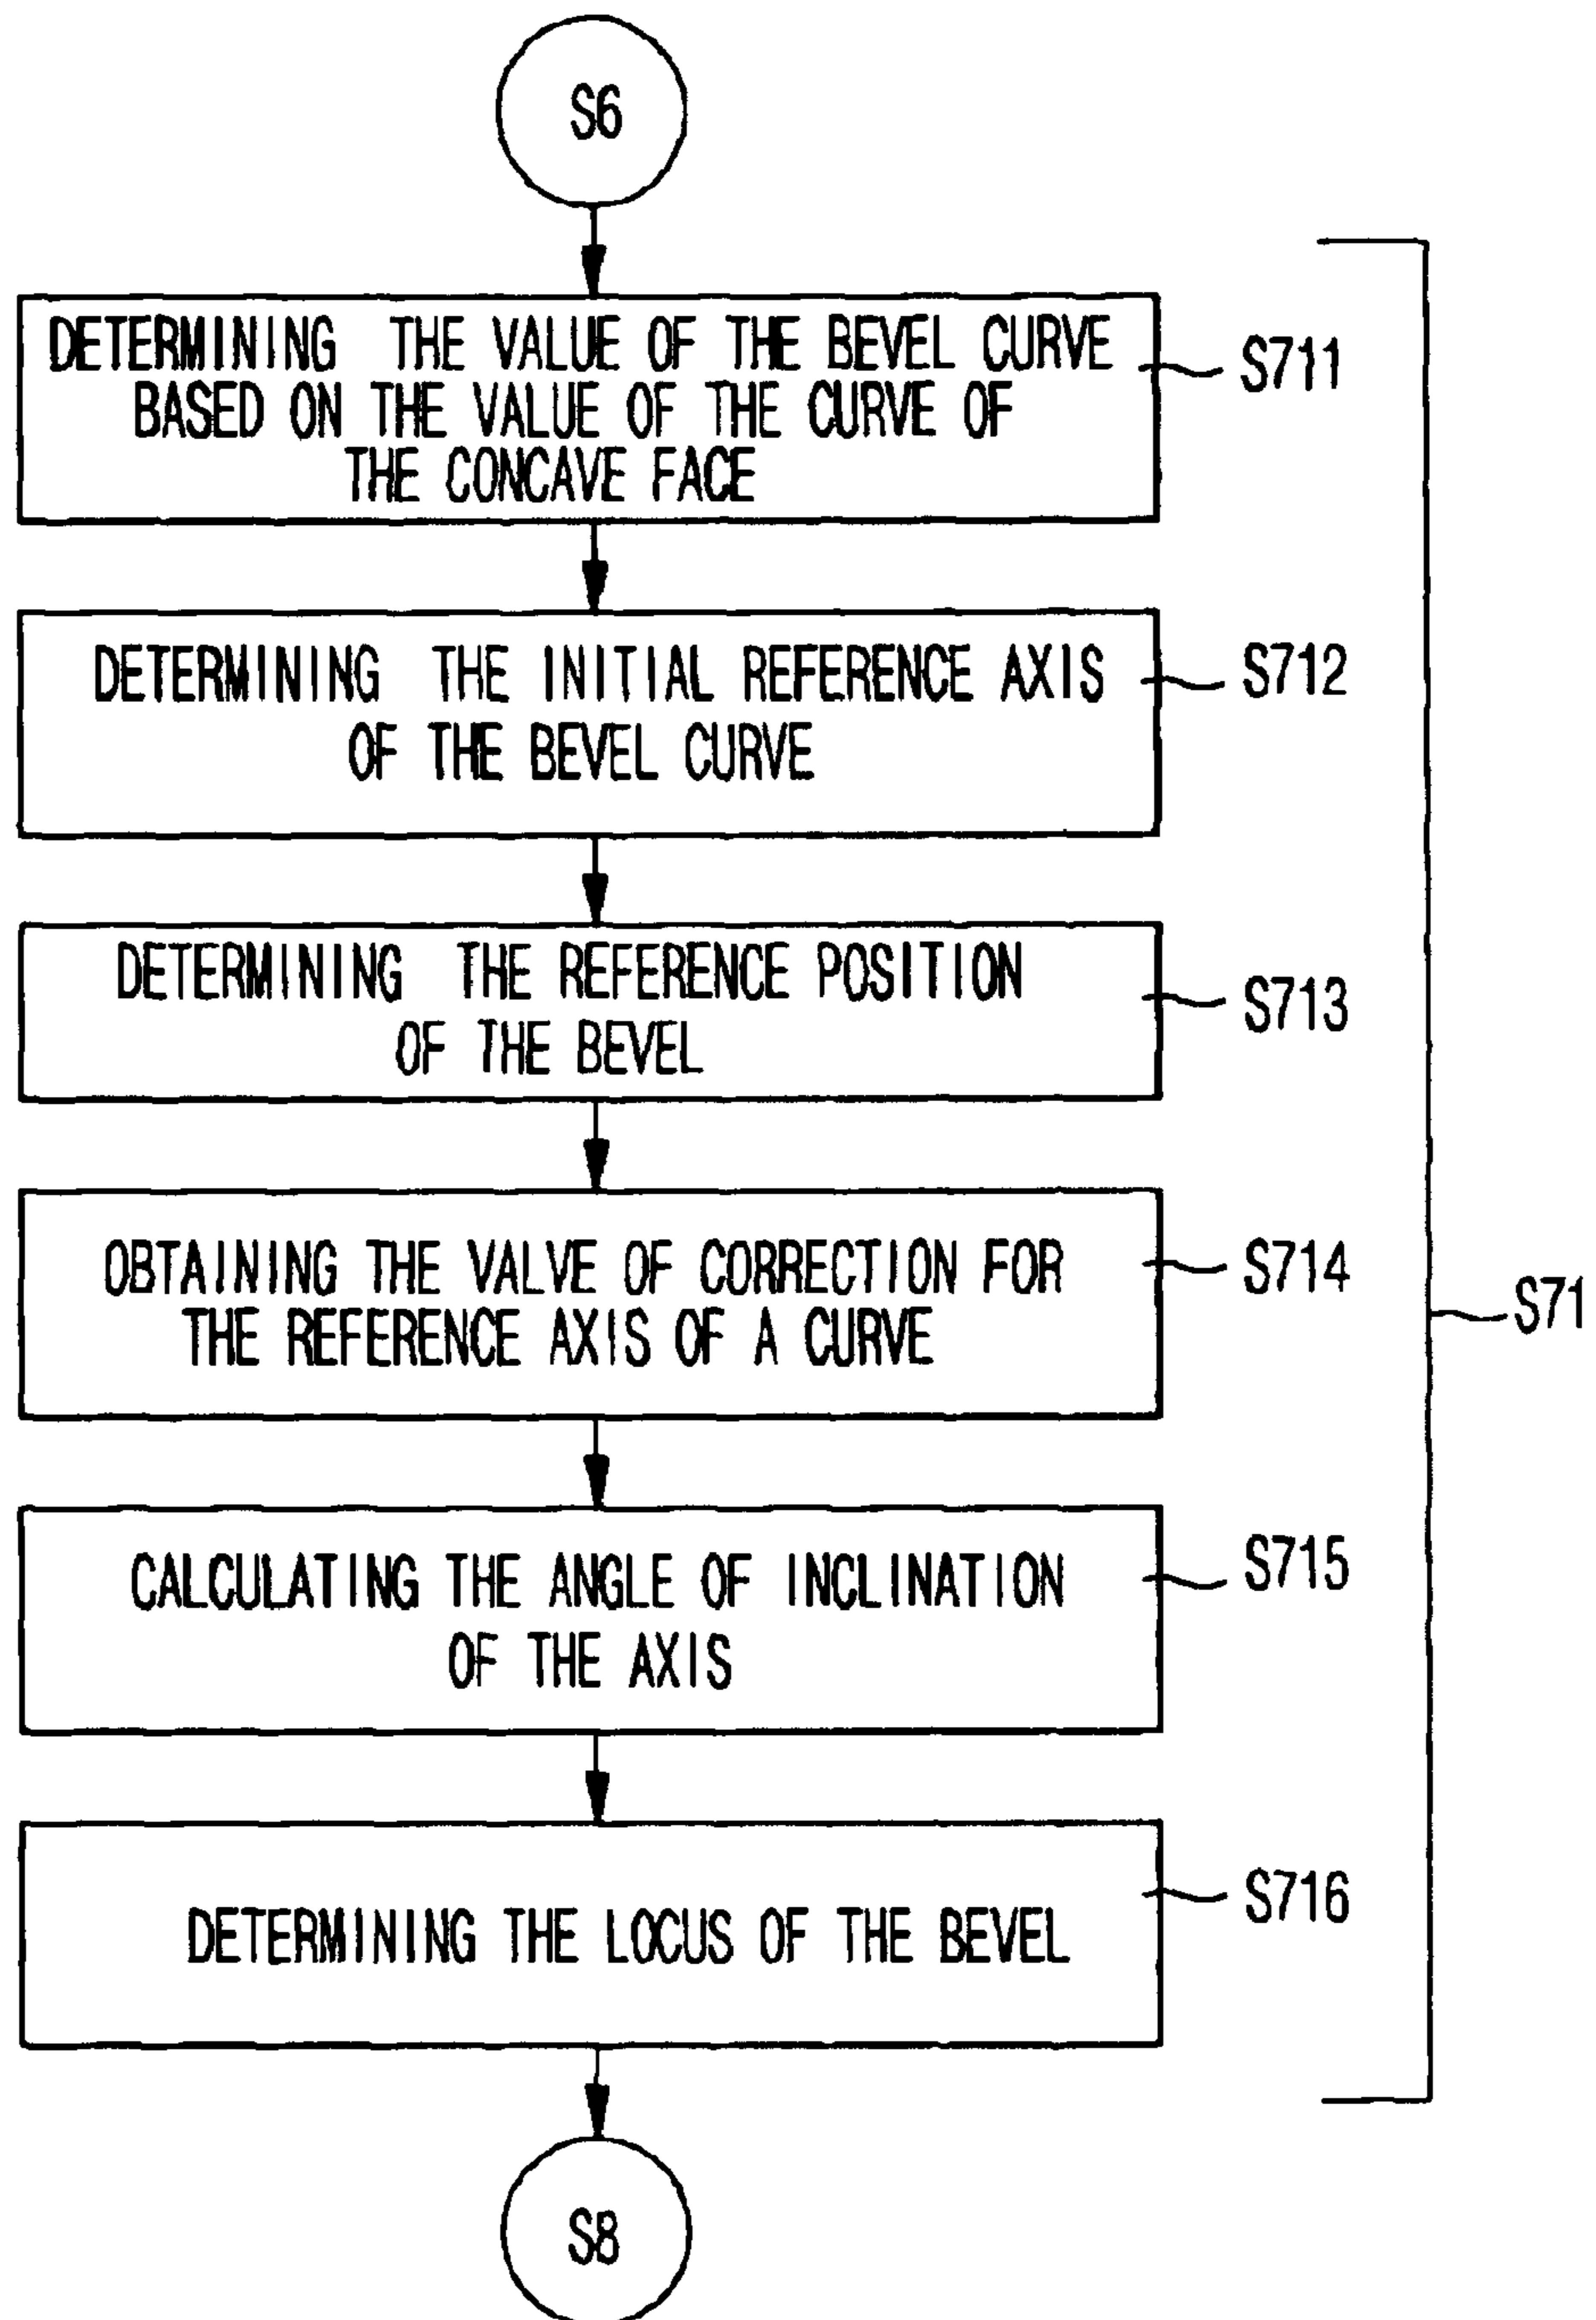 S6
DETERMINING THE VALUE OF THE BEVEL CURVE
BASED ON THE VALUE OF THE CURVE OF
THE CONCAVE FACE
S711
DETERMINING THE INITIAL REFERENCE AXIS
OF THE BEVEL CURVE
S712
DETERMINING THE REFERENCE POSITION
OF THE BEVEL
S713
OBTAINING THE VALVE OF CORRECTION FOR
THE REFERENCE AXIS OF A CURVE
S714
S71
CALCULATING THE ANGLE OF INCLINATION
OF THE AXIS
S715
DETERMINING THE LOCUS OF THE BEVEL
S716
S8